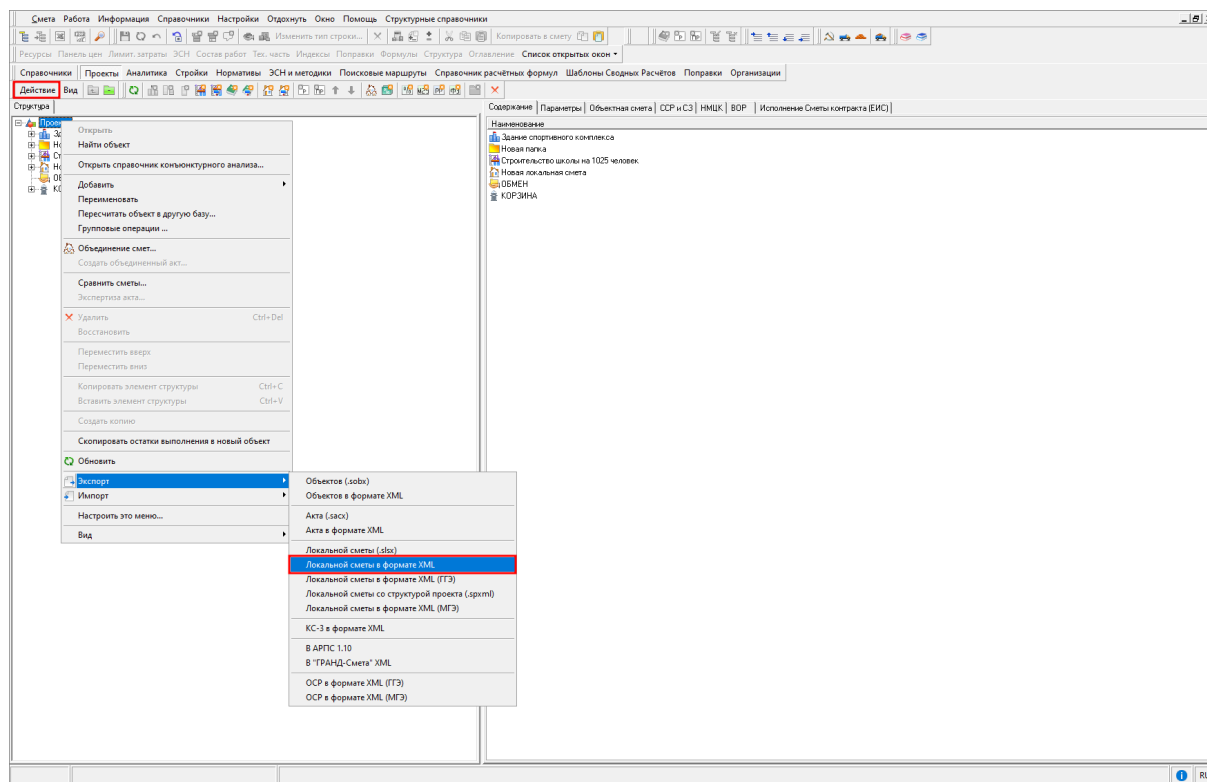 Смета Работа Информация Справочники Настройки Отдохнуть Окно Помощь Структурные справочники
Изменить тип строки... Копировать в смету
Ресурсы Панель цен Лимит. затраты ЭСН Состав работ Тех. часть Индексы Поправки Формулы Структура Оглавление Список открытых окон
Справочники Проекты Аналитика Стройки Нормативы ЭСН и методики Поисковые маршруты Справочник расчётных формул Шаблоны Сводных Расчётов Поправки Организации
Действие Вид
Структура
Содержание Параметры Объектная смета ССР и СЗ НМЦК ВОР Исполнение Сметы контракта (ЕИС)
Наименование
Здание спортивного комплекса
Новая папка
Строительство школы на 1025 человек
Новая локальная смета
ОБМЕН
КОРЗИНА
Открыть
Найти объект
Открыть справочник конъюнктурного анализа...
Добавить
Переименовать
Пересчитать объект в другую базу...
Групповые операции ...
Объединение смет...
Создать объединенный акт...
Сравнить сметы...
Экспертиза акта...
Удалить Ctrl+Del
Восстановить
Переместить вверх
Переместить вниз
Копировать элемент структуры Ctrl+C
Вставить элемент структуры Ctrl+V
Создать копию
Скопировать остатки выполнения в новый объект
Обновить
Экспорт
Импорт
Настроить это меню...
Вид
Объектов (.sobx)
Объектов в формате XML
Акта (.sacx)
Акта в формате XML
Локальной сметы (.slsx)
Локальной сметы в формате XML
Локальной сметы в формате XML (ГГЭ)
Локальной сметы со структурой проекта (.spxml)
Локальной сметы в формате XML (МГЭ)
КС-3 в формате XML
В АРПС 1.10
В "ГРАНД-Смета" XML
ОСР в формате XML (ГГЭ)
ОСР в формате XML (МГЭ)